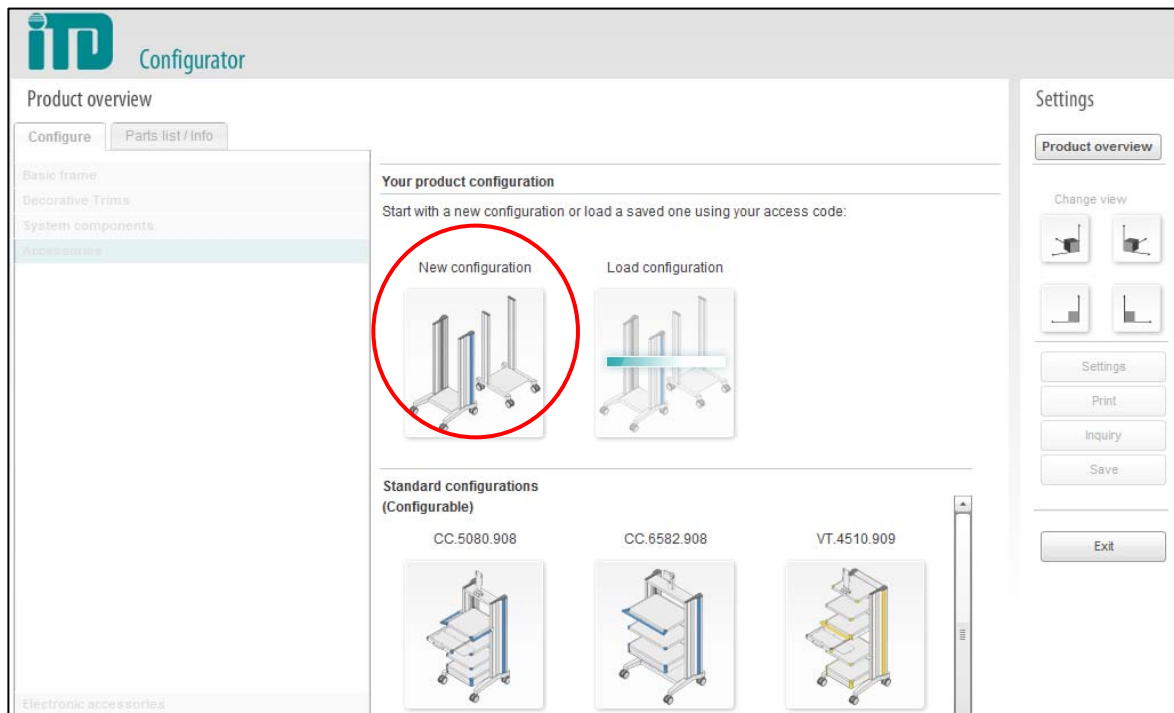 iTD
Configurator
Product overview
Configure
Parts list / Info
Basic frame
Decorative Trims
System components
Accessories
Electronic accessories
Your product configuration
Start with a new configuration or load a saved one using your access code:
New configuration
Load configuration
Standard configurations
(Configurable)
CC.5080.908
CC.6582.908
VT.4510.909
Settings
Product overview
Change view
Settings
Print
Inquiry
Save
Exit